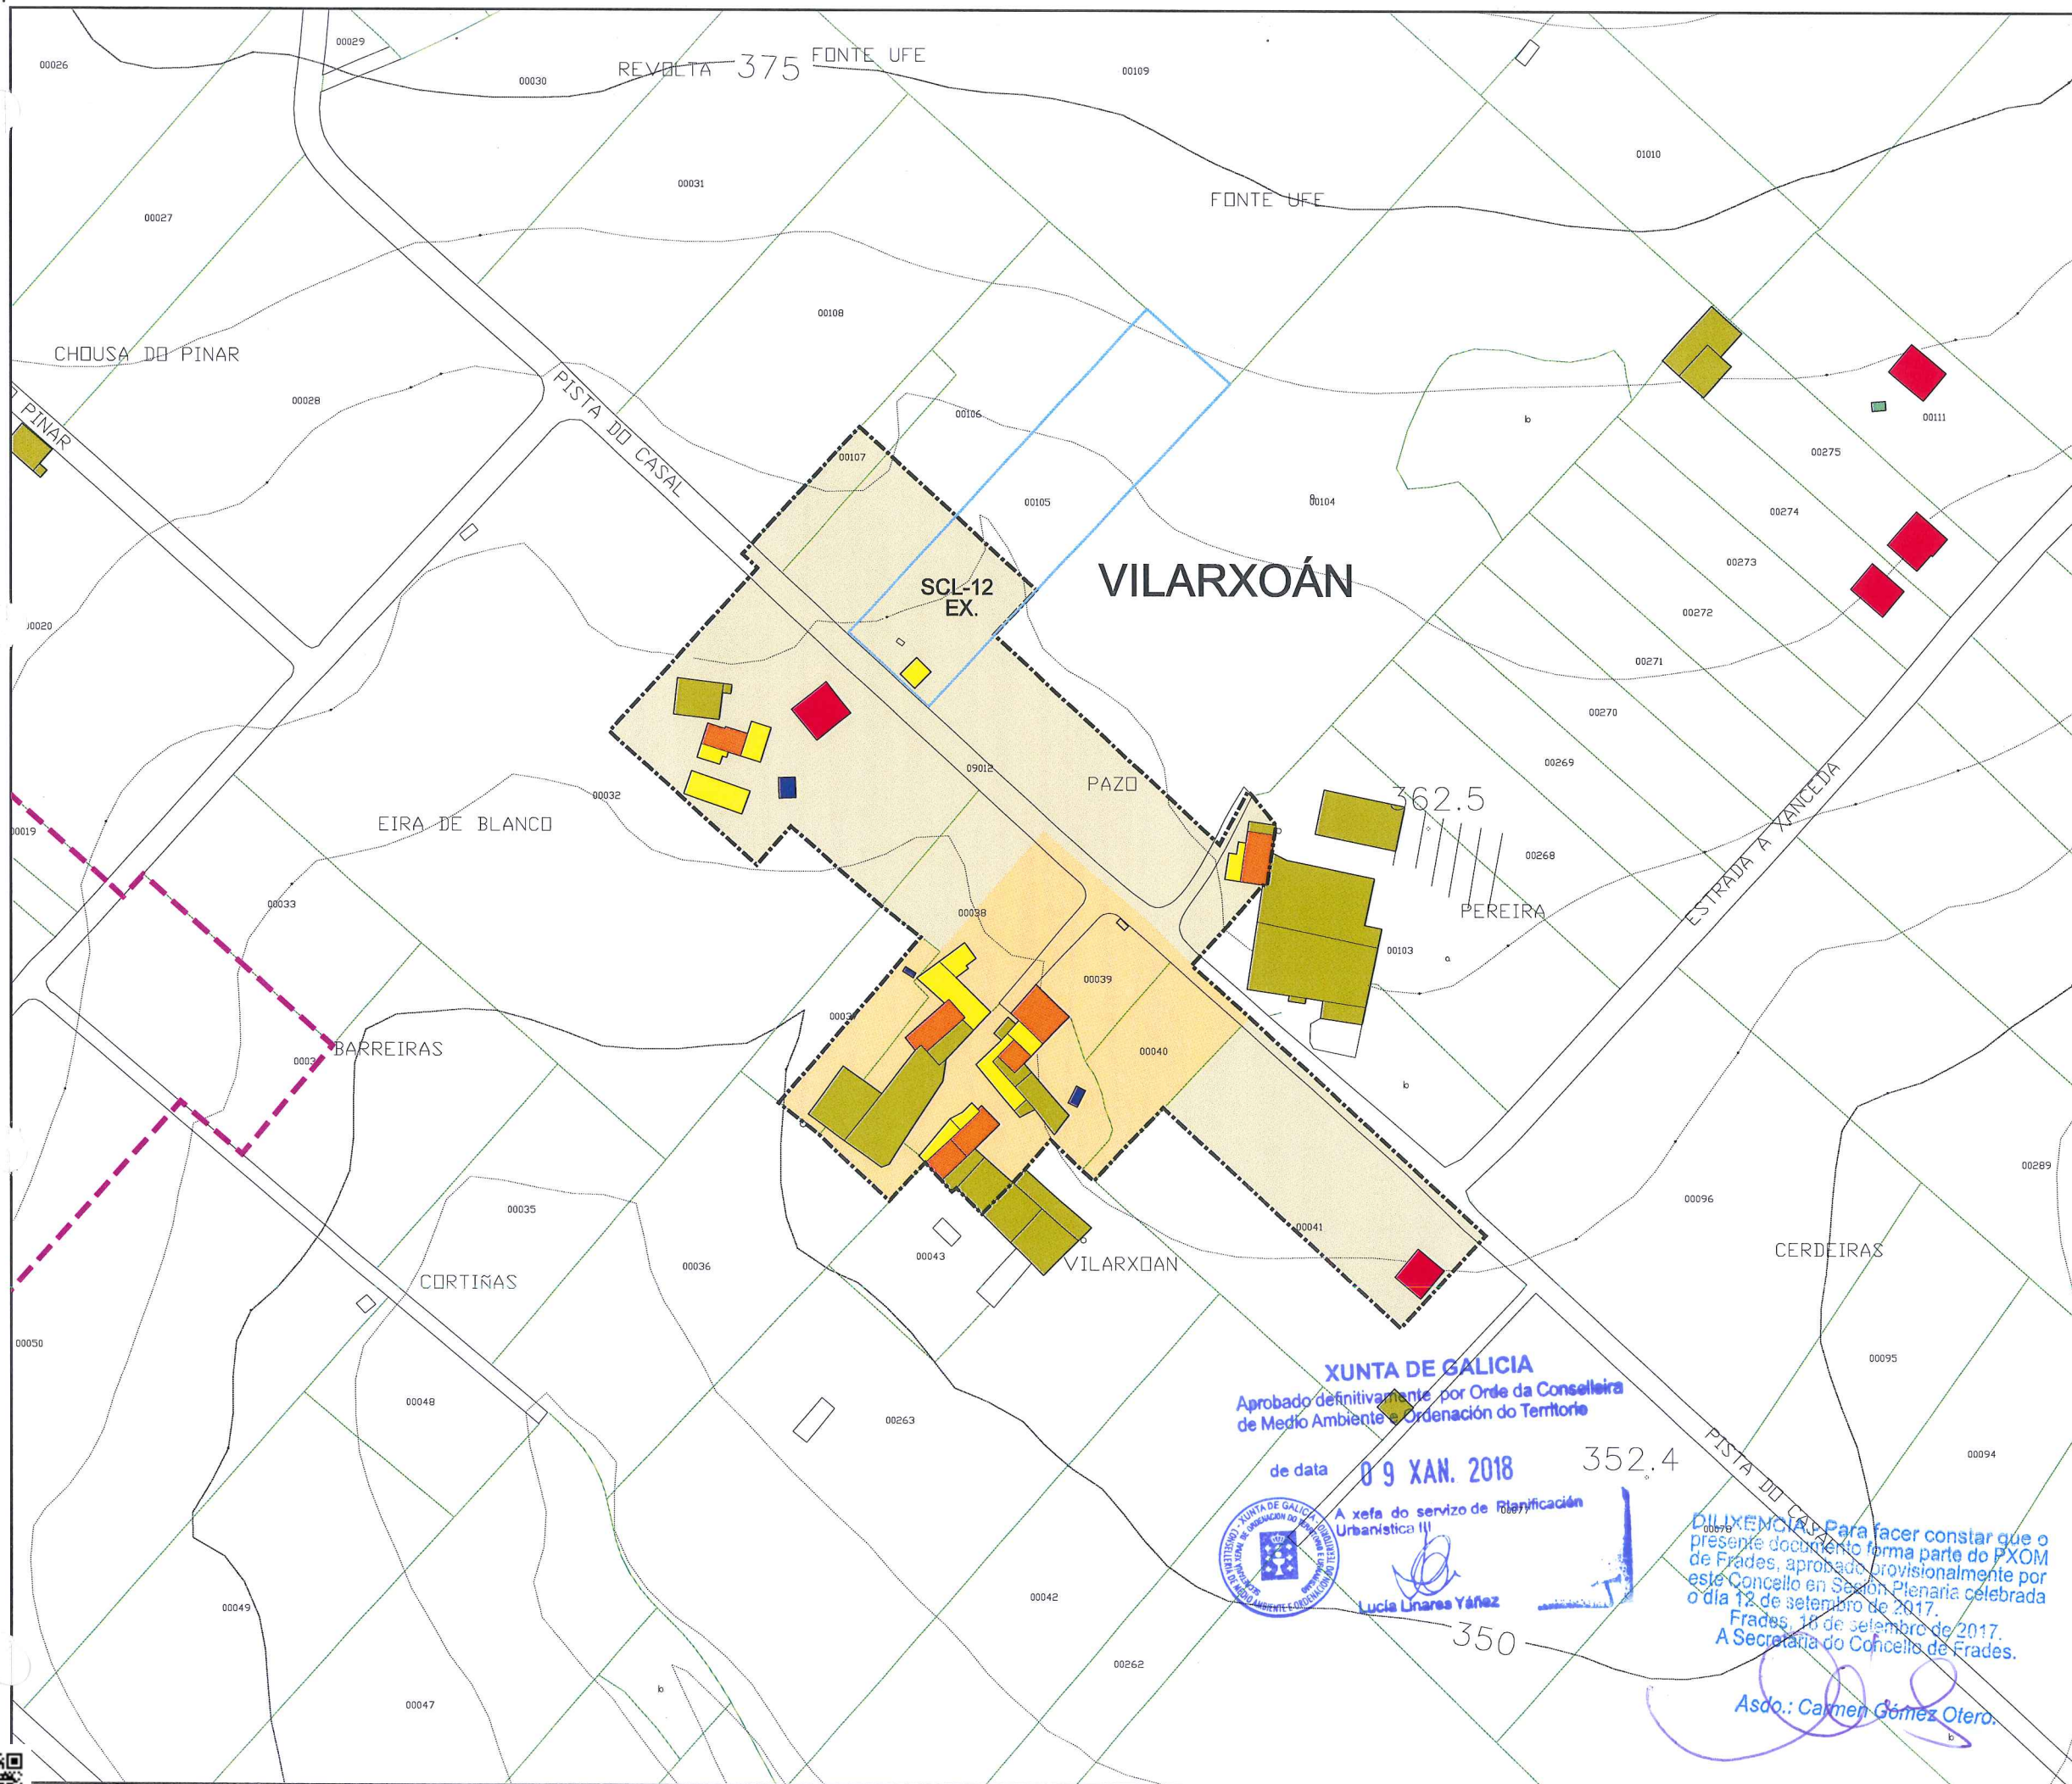 00029
00026
00030
REVOLTA
375
FONTE UFE
00109
01010
00031
FONTE UFE
00027
00108
CHOUSA DO PINAR
PISTA DO CASAL
00028
00106
b
00111
PINAR
00107
00275
00105
00104
00274
VILARXOÁN
00273
SCL-12
EX.
00272
00020
00271
00270
09012
00269
PAZO
362.5
00032
EIRA DE BLANCO
ESTRADA A XANCEDA
00019
00268
00033
00038
PEREIRA
00103
a
00039
BARREIRAS
00040
b
00289
00096
00035
00041
00043
CERDEIRAS
VILARXOAN
00036
CORTIÑAS
00050
00095
XUNTA DE GALICIA
Aprobado definitivamente por Orde da Conselleira
de Medio Ambiente e Ordenación do Territorio
00048
00263
de data 09 XAN. 2018
352.4
PISTA DO CASAL
00094
A xefa do servizo de Planificación
Urbanística III
00077
00078
Lucía Linares Yáñez
DILIXENCIA.- Para facer constar que o
presente documento forma parte do PXOM
de Frades, aprobado provisionalmente por
este Concello en Sesión Plenaria celebrada
o día 12 de setembro de 2017.
Frades, 18 de setembro de 2017.
A Secretaria do Concello de Frades.
Asdo.: Carmen Gómez Otero.
00049
00042
350
00262
b
00047
b